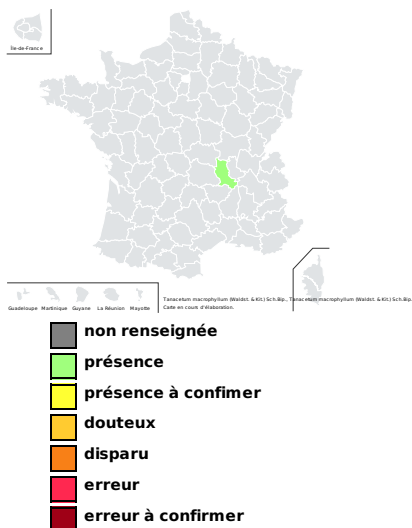 Île-de-France
Guadeloupe Martinique Guyane La Réunion Mayotte
Tanacetum macrophyllum (Waldst. & Kit.) Sch.Bip., Tanacetum macrophyllum (Waldst. & Kit.) Sch.Bip.
Carte en cours d'élaboration.
non renseignée
présence
présence à confimer
douteux
disparu
erreur
erreur à confirmer